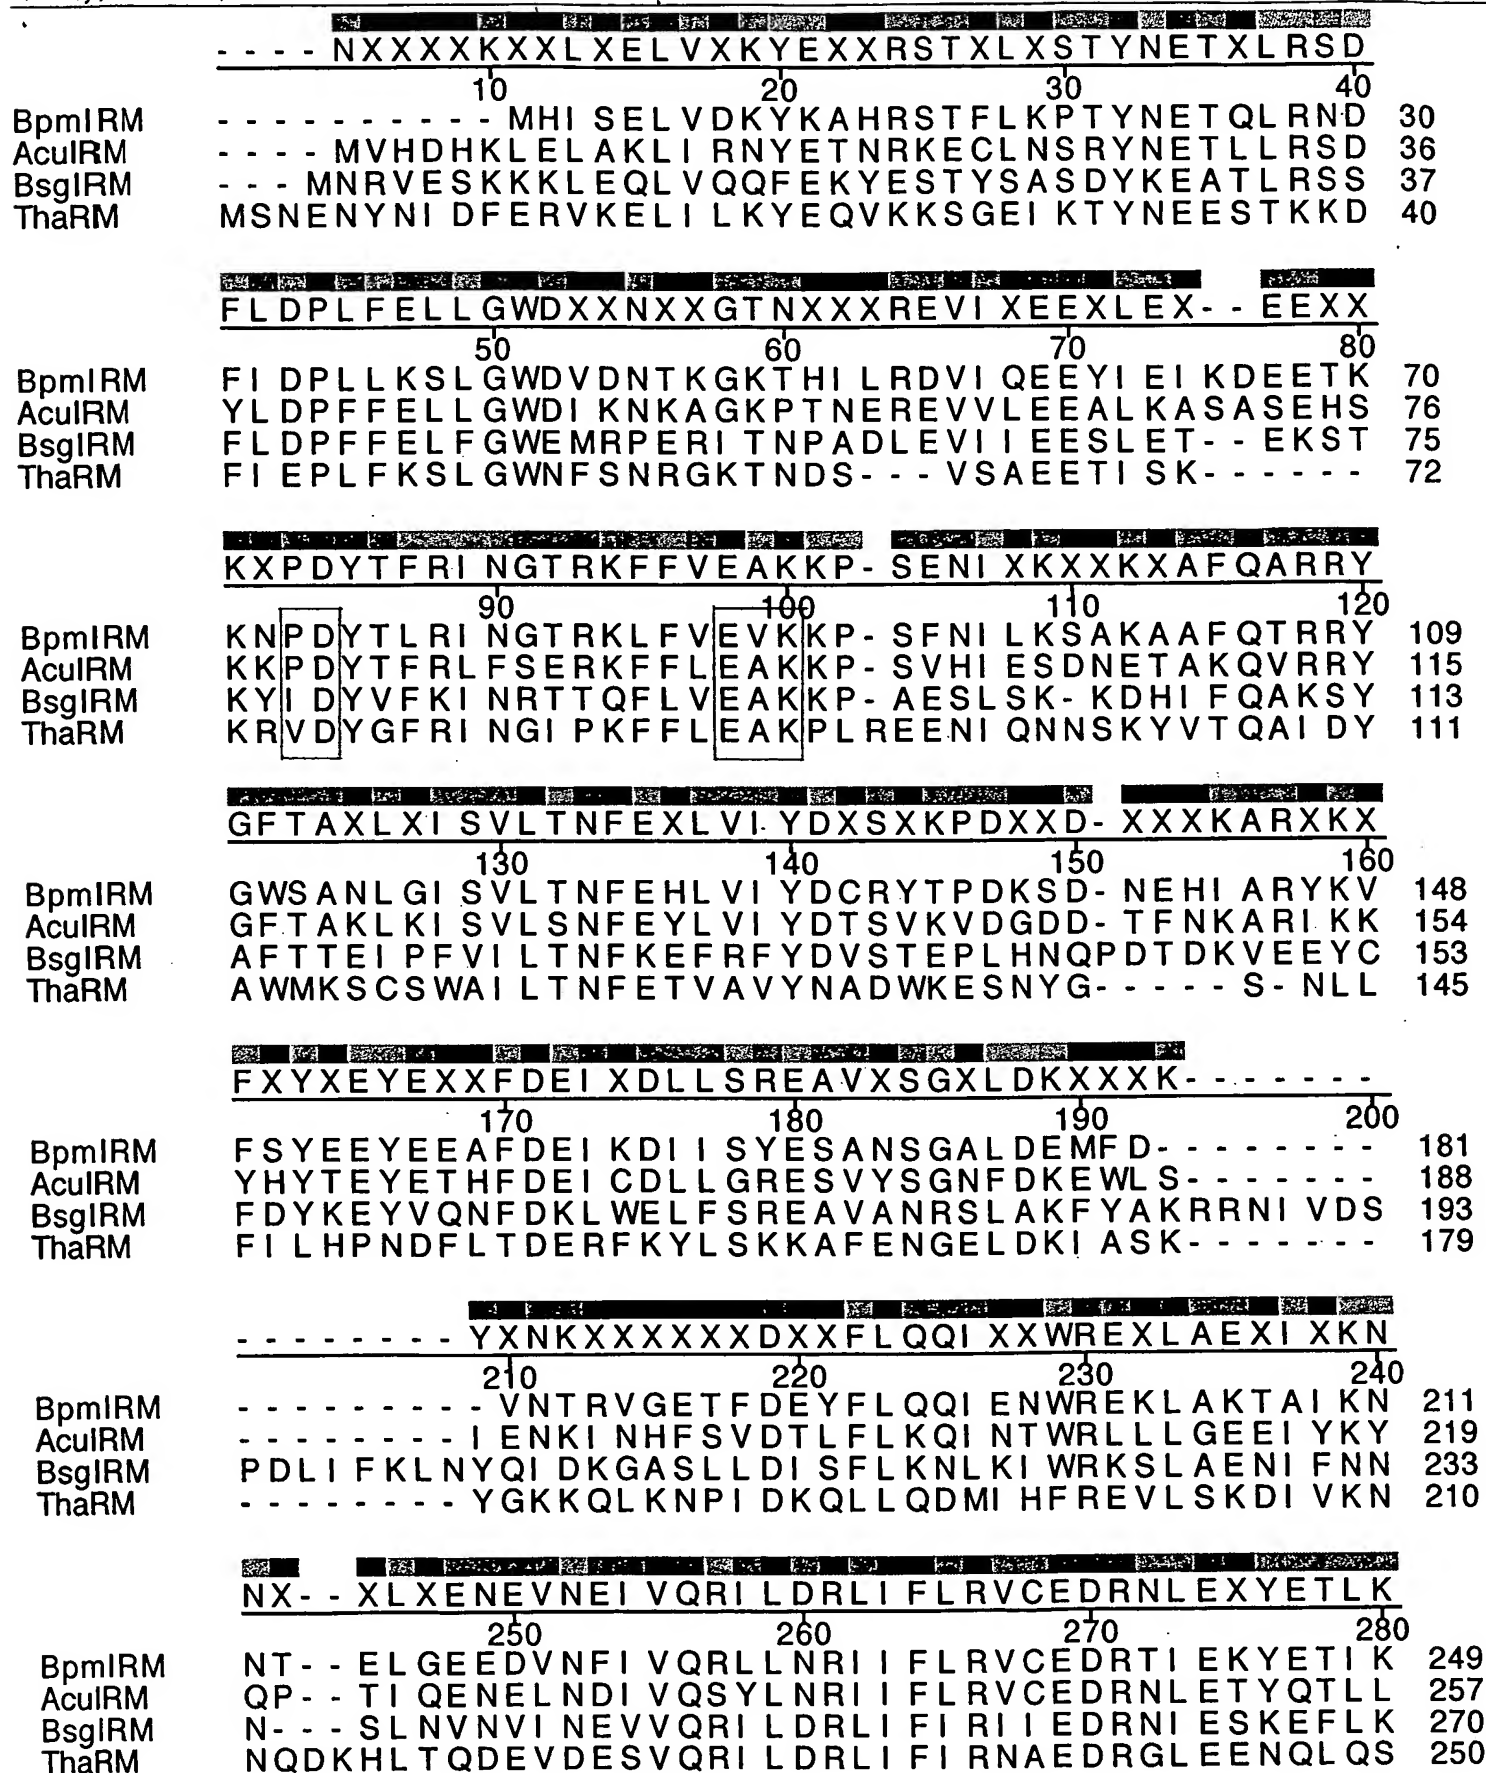 - - - - NXXXXKXXLXELVXKYEXXRSTXLXSTYNETXLRSD
10 20 30 40
BpmIRM - - - - - - - - - - MHISELVDKYKAHRSTFLKPTYNETQLRND 30
AcuIRM - - - - MVHDHKLELAKLIRNYETNRKECLNSRYNETLLRSD 36
BsgIRM - - - MNRVESKKKLEQLVQQFEKYESTYSASDYKEATLRSS 37
ThaRM MSNENYNIDFERVKELILKYEQVKKSGEIKTYNEESTKKD 40
FLDPLFELLGWDXXNXXGTNXXXREVIXEEXLEX- - EEXX
50 60 70 80
BpmIRM FIDPLLKSLGWDVDNTKGKTHILRDVIQEEYIEIKDEETK 70
AcuIRM YLDPFFELLGWDIKNKAGKPTNEREVVLEEALKASASEHS 76
BsgIRM FLDPFFELFGWEMRPERITNPADLEVIIEESLET- - EKST 75
ThaRM FIEPLFKSLGWNFSNRGKTNDS- - - VSAEETISK- - - - - - 72
KXPDYTFRINGTRKFFVEAKKP- SENIXKXXKXAFQARRY
90 100 110 120
BpmIRM KNPDYTLRINGTRKLFVEVKKP- SFNILKSAKAAFQTRRY 109
AcuIRM KKPDYTFRLFSERKFFLEAKKP- SVHIESDNETAKQVRRY 115
BsgIRM KYIDYVFKINRTTQFLVEAKKP- AESLSK- KDHIFQAKSY 113
ThaRM KRVDYGFRINGIPKFFLEAKPLREENIQNNSKYVTQAIDY 111
GFTAXLXISVLTNFEXLVIYDXSXKPDXXD- XXXKARXKX
130 140 150 160
BpmIRM GWSANLGISVLTNFEHLVIYDCRYTPDKSD- NEHIARYKV 148
AcuIRM GFTAKLKISVLSNFEYLVIYDTSVKVDGDD- TFNKARIKK 154
BsgIRM AFTTEIPFVILTNFKEFRFYDVSTEPLHNQPDTDKVEEYC 153
ThaRM AWMKSCSWAILTNFETVAVYNADWKESNYG- - - - - S- NLL 145
FXYXEYEXXFDEIXDLLSREAVXSGXLDKXXXK- - - - - - -
170 180 190 200
BpmIRM FSYEEYEEAFDEIKDIISYESANSGALDEMFD- - - - - - - - 181
AcuIRM YHYTEYETHFDEICDLLGRESVYSGNFDKEWLS- - - - - - - 188
BsgIRM FDYKEYVQNFDKLWELFSREAVANRSLAKFYAKRRNIVDS 193
ThaRM FILHPNDFLTDERFKYLSKKAFENGELDKIASK- - - - - - - 179
- - - - - - - - YXNKXXXXXXDXXFLQQIXXWREXLAEXIXKN
210 220 230 240
BpmIRM - - - - - - - - - VNTRVGETFDEYFLQQIENWREKLAKTAIKN 211
AcuIRM - - - - - - - - IENKINHFSVDTLFLKQINTWRLLLGEEIYKY 219
BsgIRM PDLIFKLNYQIDKGASLLDISFLKNLKIWRKSLAENIFNN 233
ThaRM - - - - - - - - YGKKQLKNPIDKQLLQDMIHFREVLSKDIVKN 210
NX- - XLXENEVNEIVQRILDRLIFLRVCEDRNLEXYETLK
250 260 270 280
BpmIRM NT- - ELGEEDVNFIVQRLLNRIIFLRVCEDRTIEKYETIK 249
AcuIRM QP- - TIQENELNDIVQSYLNRIIFLRVCEDRNLETYQTLL 257
BsgIRM N- - - SLNVNVINEVVQRILDRLIFIRIIEDRNIESKEFLK 270
ThaRM NQDKHLTQDEVDESVQRILDRLIFIRNAEDRGLEENQLQS 250